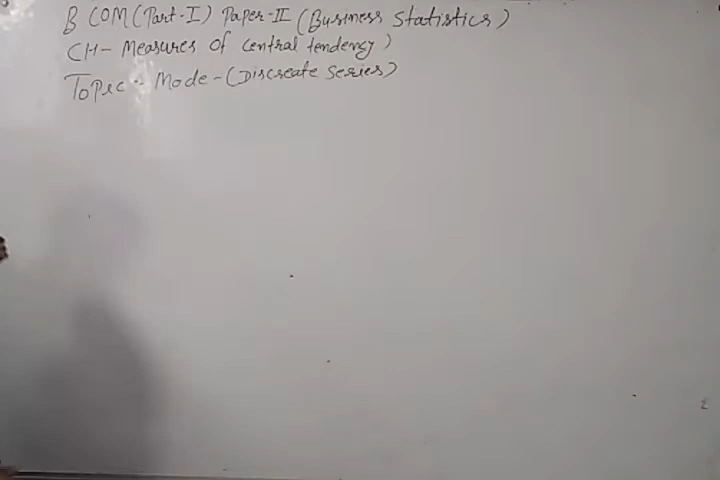 B COM (Part-I) Paper-II (Business Statistics)
CH- Measures of Central tendency)
Topic - Mode - (Discreate Series)